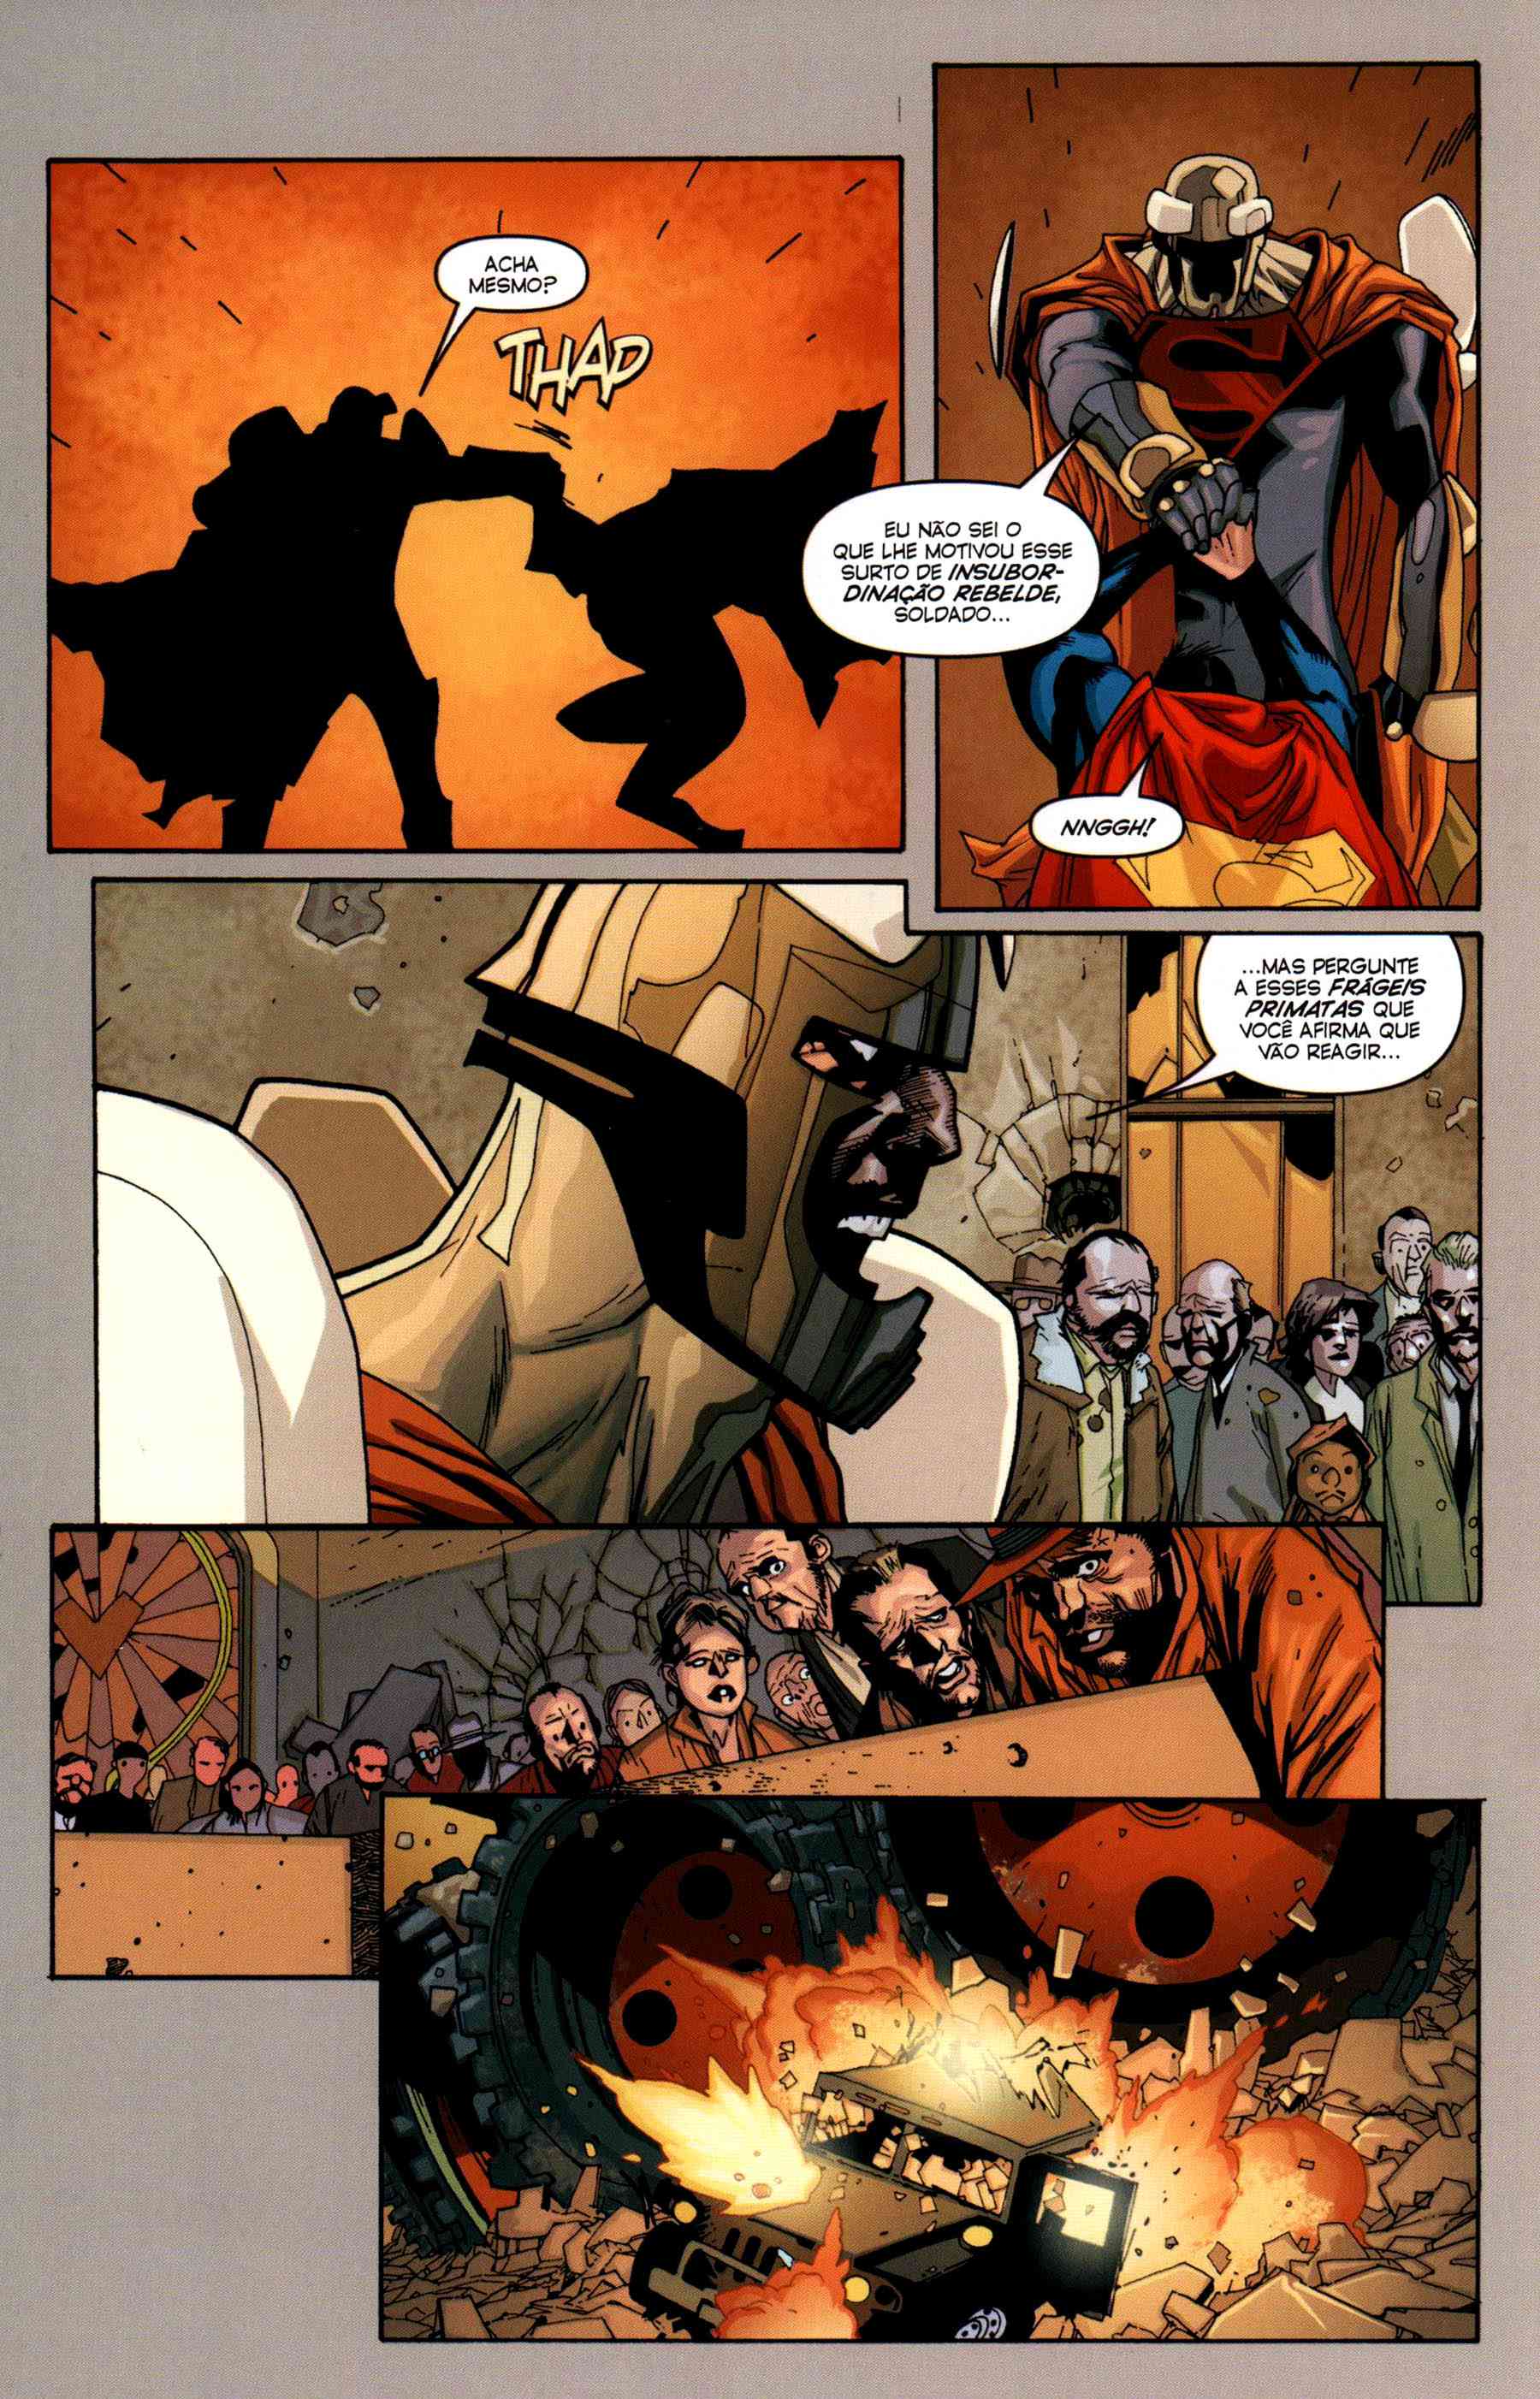 ACHA
MESMO?
THAP
EU NÃO SEI O
QUE LHE MOTIVOU ESSE
SURTO DE INSUBOR-
DINAÇÃO REBELDE,
SOLDADO...
NNGGH!
...MAS PERGUNTE
A ESSES FRÁGEIS
PRIMATAS QUE
VOCÊ AFIRMA QUE
VÃO REAGIR...